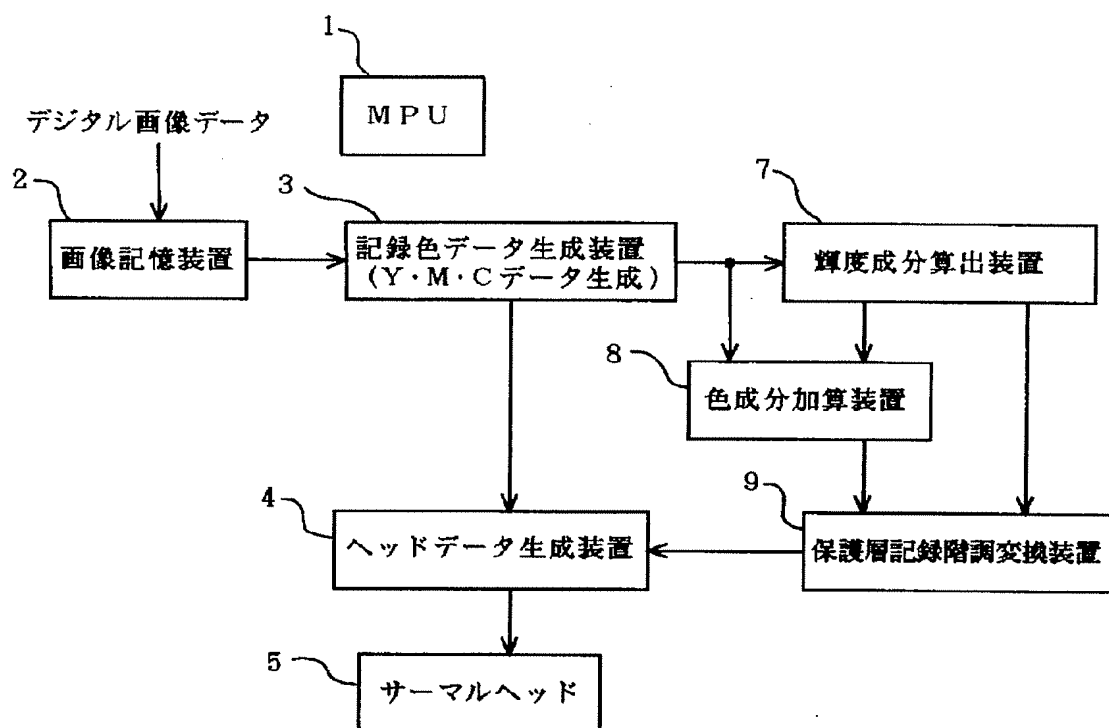 1
MPU
デジタル画像データ
2
画像記憶装置
3
記録色データ生成装置
(Y・M・Cデータ生成)
7
輝度成分算出装置
8
色成分加算装置
4
ヘッドデータ生成装置
9
保護層記録階調変換装置
5
サーマルヘッド